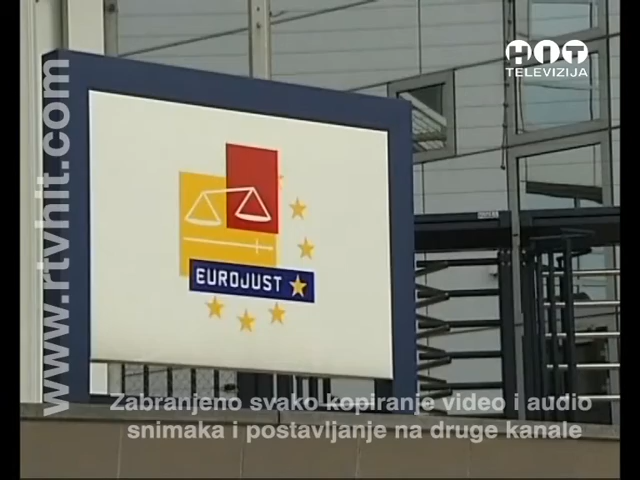 HIT
TELEVIZIJA
www.rtvhit.com
EUROJUST
Zabranjeno svako kopiranje video i audio
snimaka i postavljanje na druge kanale